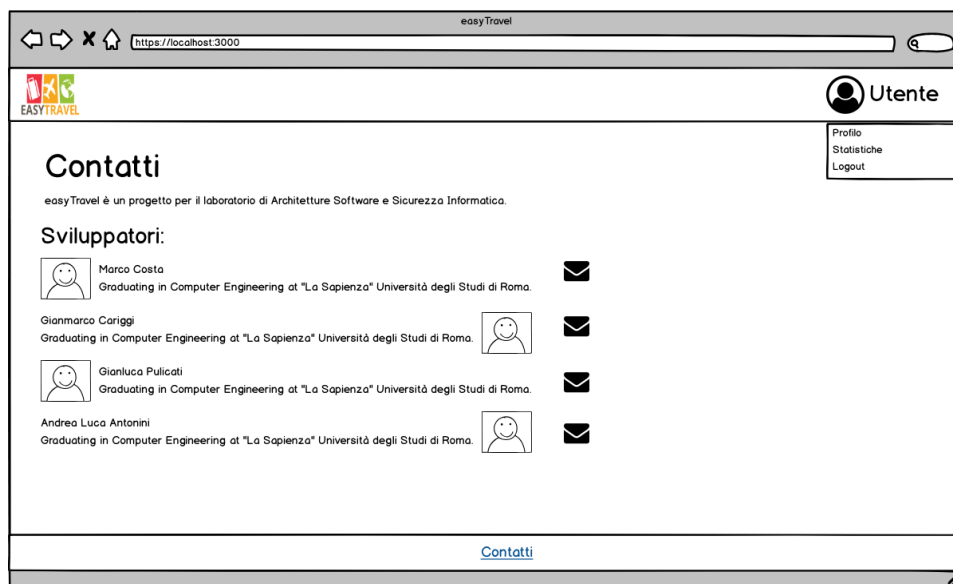 easyTravel
https://localhost:3000
EASYTRAVEL
Utente
Profilo
Statistiche
Logout
Contatti
easyTravel è un progetto per il laboratorio di Architetture Software e Sicurezza Informatica.
Sviluppatori:
Marco Costa
Graduating in Computer Engineering at "La Sapienza" Università degli Studi di Roma.
Gianmarco Cariggi
Graduating in Computer Engineering at "La Sapienza" Università degli Studi di Roma.
Gianluca Pulicati
Graduating in Computer Engineering at "La Sapienza" Università degli Studi di Roma.
Andrea Luca Antonini
Graduating in Computer Engineering at "La Sapienza" Università degli Studi di Roma.
Contatti